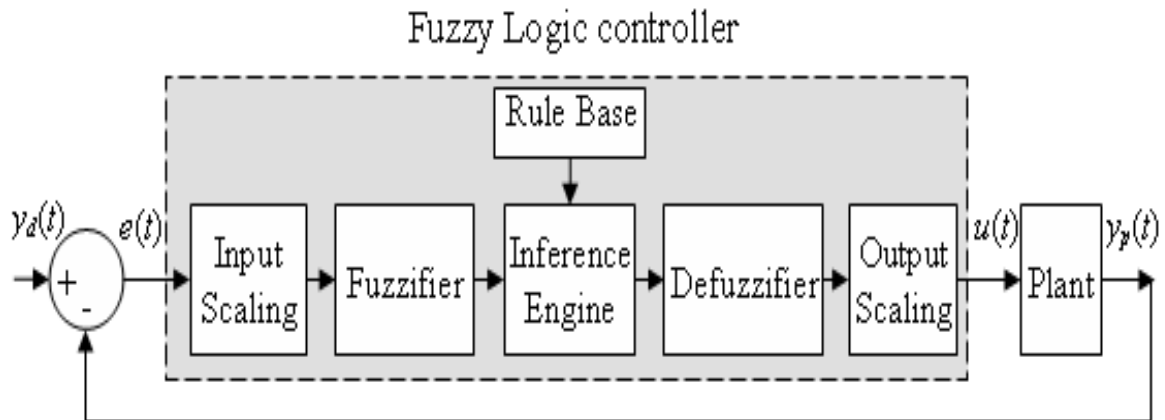 Fuzzy Logic controller
Rule Base
y_d(t)
e(t)
u(t)
y_p(t)
+
-
Input
Scaling
Fuzzifier
Inference
Engine
Defuzzifier
Output
Scaling
Plant